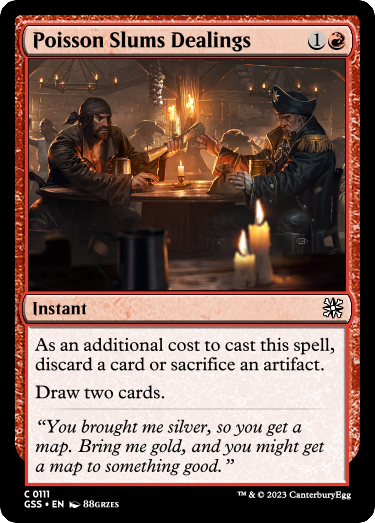 Poisson Slums Dealings 1
Instant
As an additional cost to cast this spell,
discard a card or sacrifice an artifact.
Draw two cards.
“You brought me silver, so you get a
map. Bring me gold, and you might get
a map to something good.”
C 0111
GSS • EN 88GRZES
™ & © 2023 CanterburyEgg